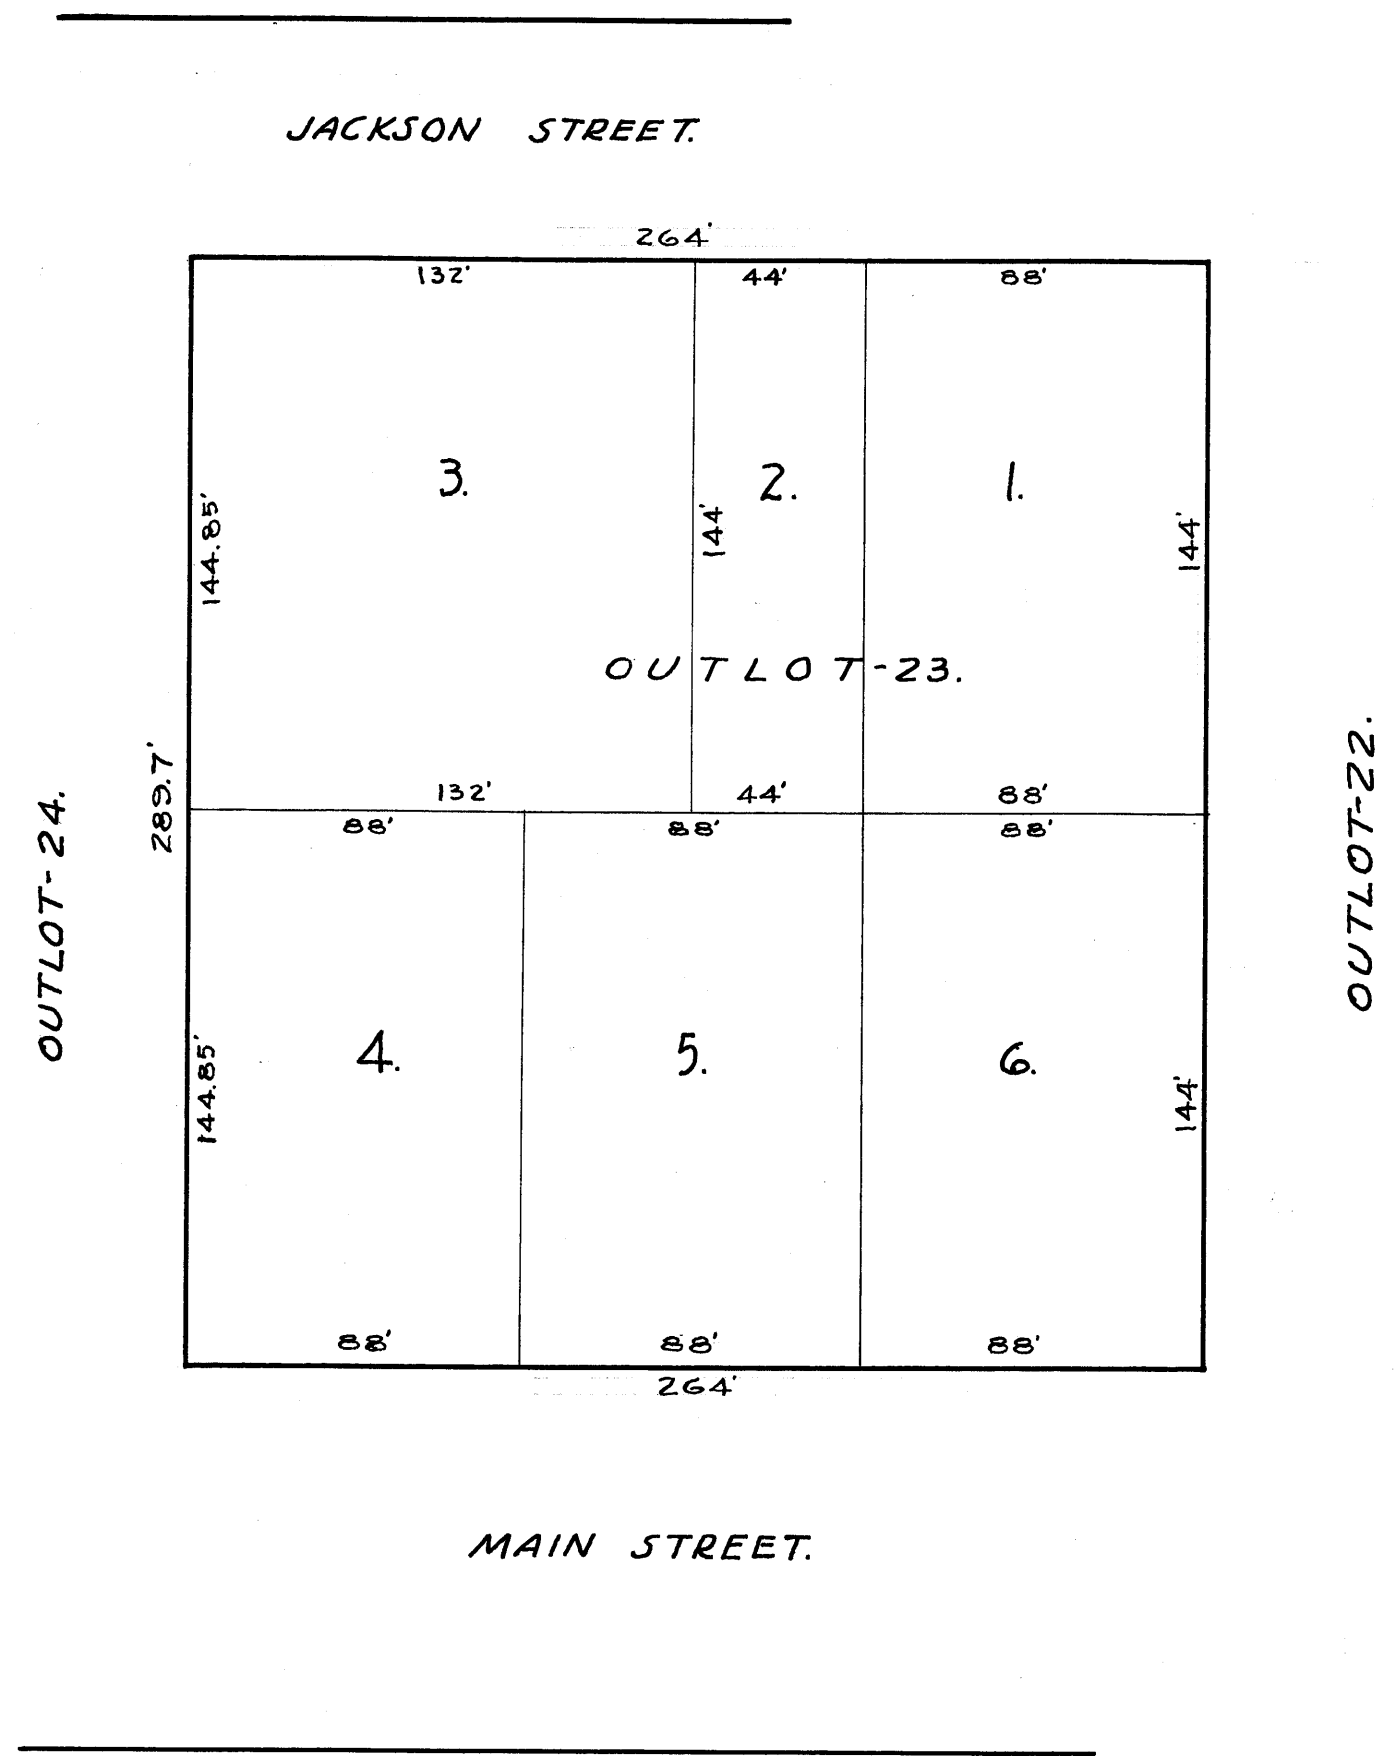 JACKSON STREET.
264'
132' 44' 88'
3. 2. 1.
144.85' 144' 144'
OUTLOT-23.
289.7'
OUTLOT-24.
OUTLOT-22.
132' 44' 88'
88' 88' 88'
4. 5. 6.
144.85' 144'
88' 88' 88'
264'
MAIN STREET.